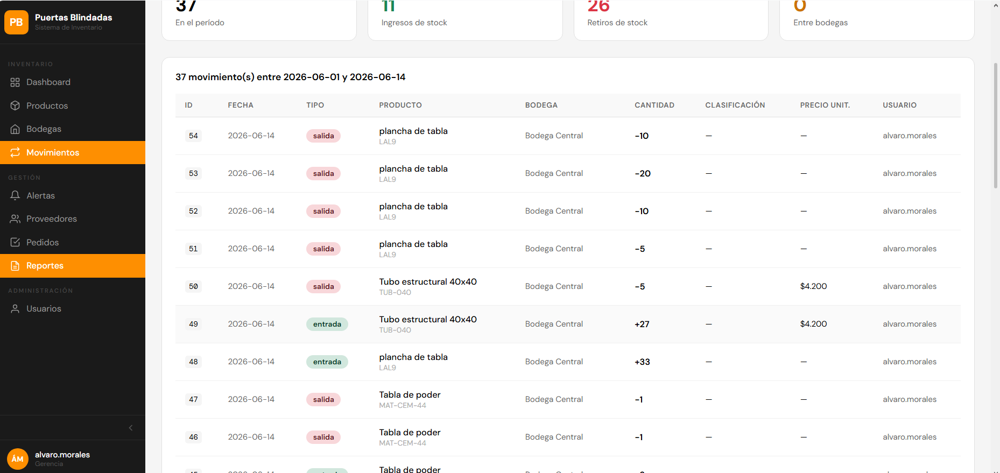 PB
Puertas Blindadas
Sistema de Inventario
INVENTARIO
Dashboard
Productos
Bodegas
Movimientos
GESTIÓN
Alertas
Proveedores
Pedidos
Reportes
ADMINISTRACIÓN
Usuarios
ÁM
alvaro.morales
Gerencia
37
En el período
11
Ingresos de stock
26
Retiros de stock
0
Entre bodegas
37 movimiento(s) entre 2026-06-01 y 2026-06-14
ID FECHA TIPO PRODUCTO BODEGA CANTIDAD CLASIFICACIÓN PRECIO UNIT. USUARIO
54 2026-06-14 salida plancha de tabla Bodega Central -10 — — alvaro.morales
LAL9
53 2026-06-14 salida plancha de tabla Bodega Central -20 — — alvaro.morales
LAL9
52 2026-06-14 salida plancha de tabla Bodega Central -10 — — alvaro.morales
LAL9
51 2026-06-14 salida plancha de tabla Bodega Central -5 — — alvaro.morales
LAL9
50 2026-06-14 salida Tubo estructural 40x40 Bodega Central -5 — $4.200 alvaro.morales
TUB-040
49 2026-06-14 entrada Tubo estructural 40x40 Bodega Central +27 — $4.200 alvaro.morales
TUB-040
48 2026-06-14 entrada plancha de tabla Bodega Central +33 — — alvaro.morales
LAL9
47 2026-06-14 salida Tabla de poder Bodega Central -1 — — alvaro.morales
MAT-CEM-44
46 2026-06-14 salida Tabla de poder Bodega Central -1 — — alvaro.morales
MAT-CEM-44
Tabla de poder